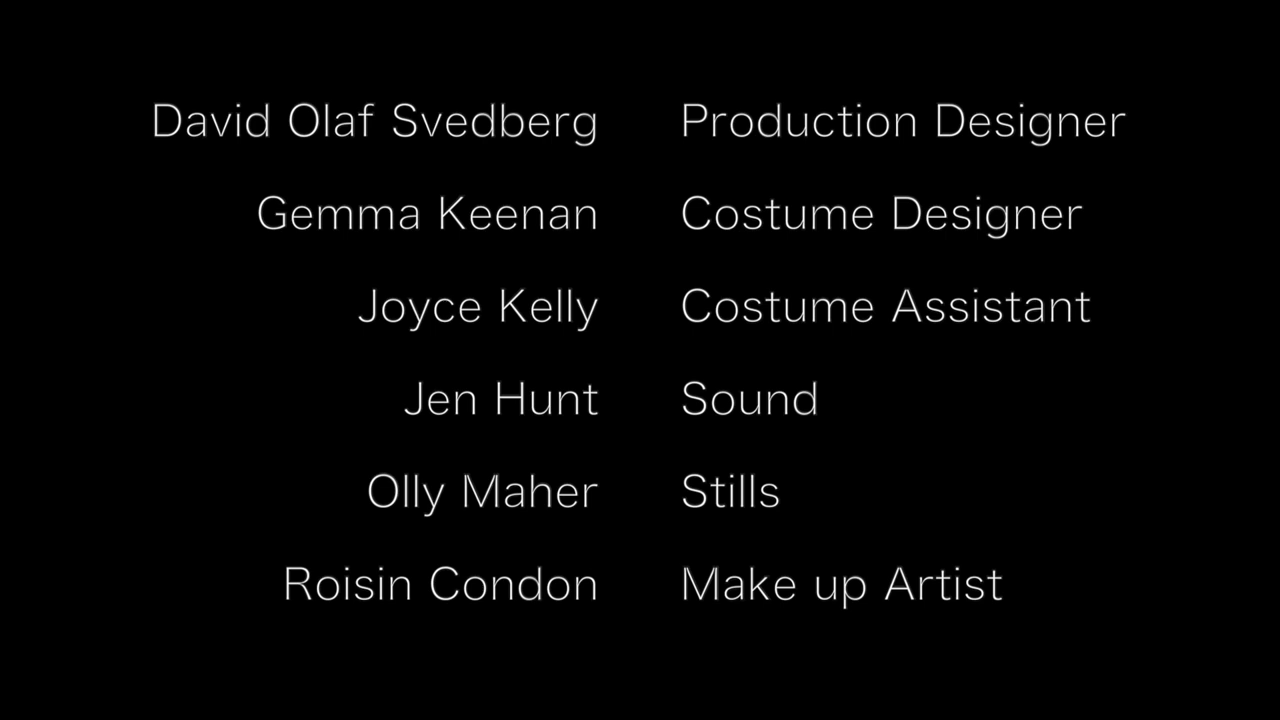 David Olaf Svedberg Production Designer
Gemma Keenan Costume Designer
Joyce Kelly Costume Assistant
Jen Hunt Sound
Olly Maher Stills
Roisin Condon Make up Artist